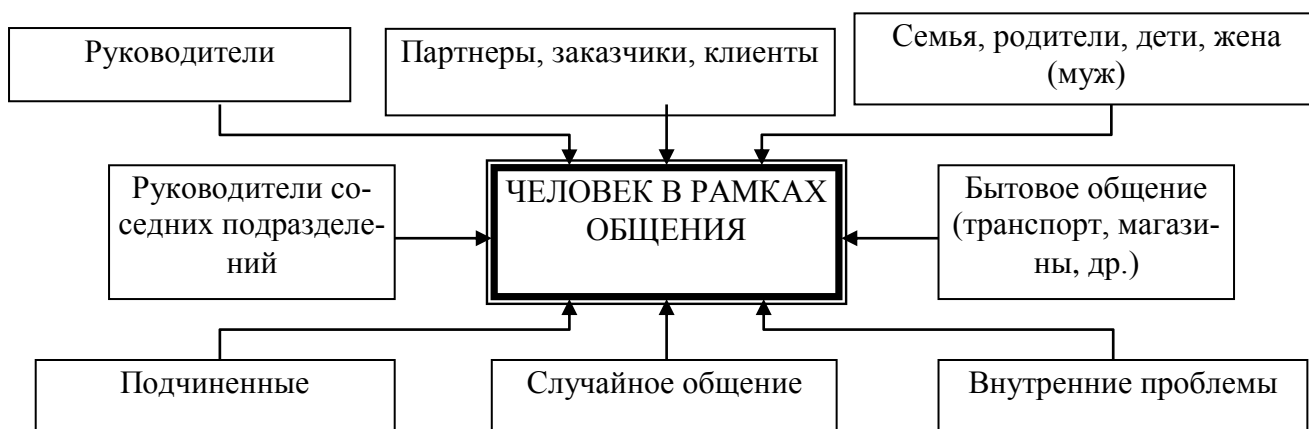 Руководители
Партнеры, заказчики, клиенты
Семья, родители, дети, жена
(муж)
Руководители со-
седних подразделе-
ний
ЧЕЛОВЕК В РАМКАХ
ОБЩЕНИЯ
Бытовое общение
(транспорт, магази-
ны, др.)
Подчиненные
Случайное общение
Внутренние проблемы